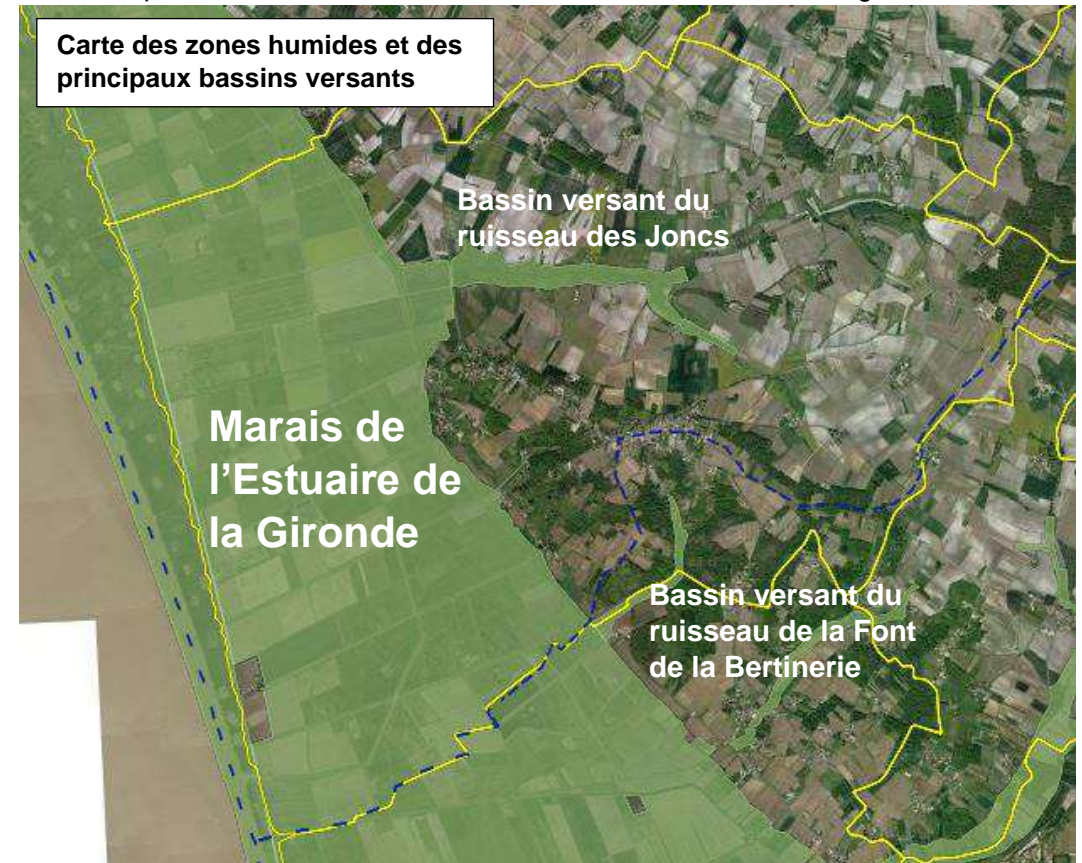 Carte des zones humides et des
principaux bassins versants
Bassin versant du
ruisseau des Joncs
Marais de
l’Estuaire de
la Gironde
Bassin versant du
ruisseau de la Font
de la Bertinerie